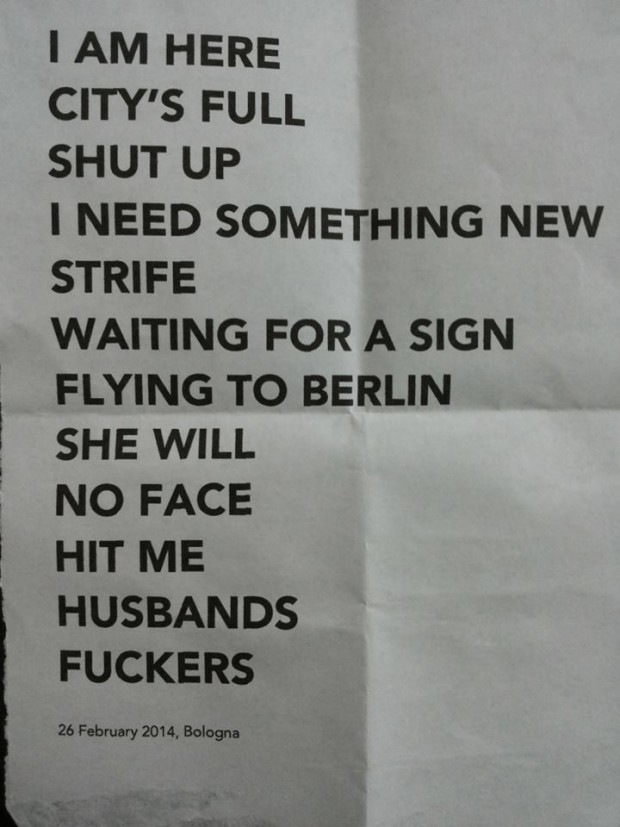 I AM HERE
CITY'S FULL
SHUT UP
I NEED SOMETHING NEW
STRIFE
WAITING FOR A SIGN
FLYING TO BERLIN
SHE WILL
NO FACE
HIT ME
HUSBANDS
FUCKERS
26 February 2014, Bologna